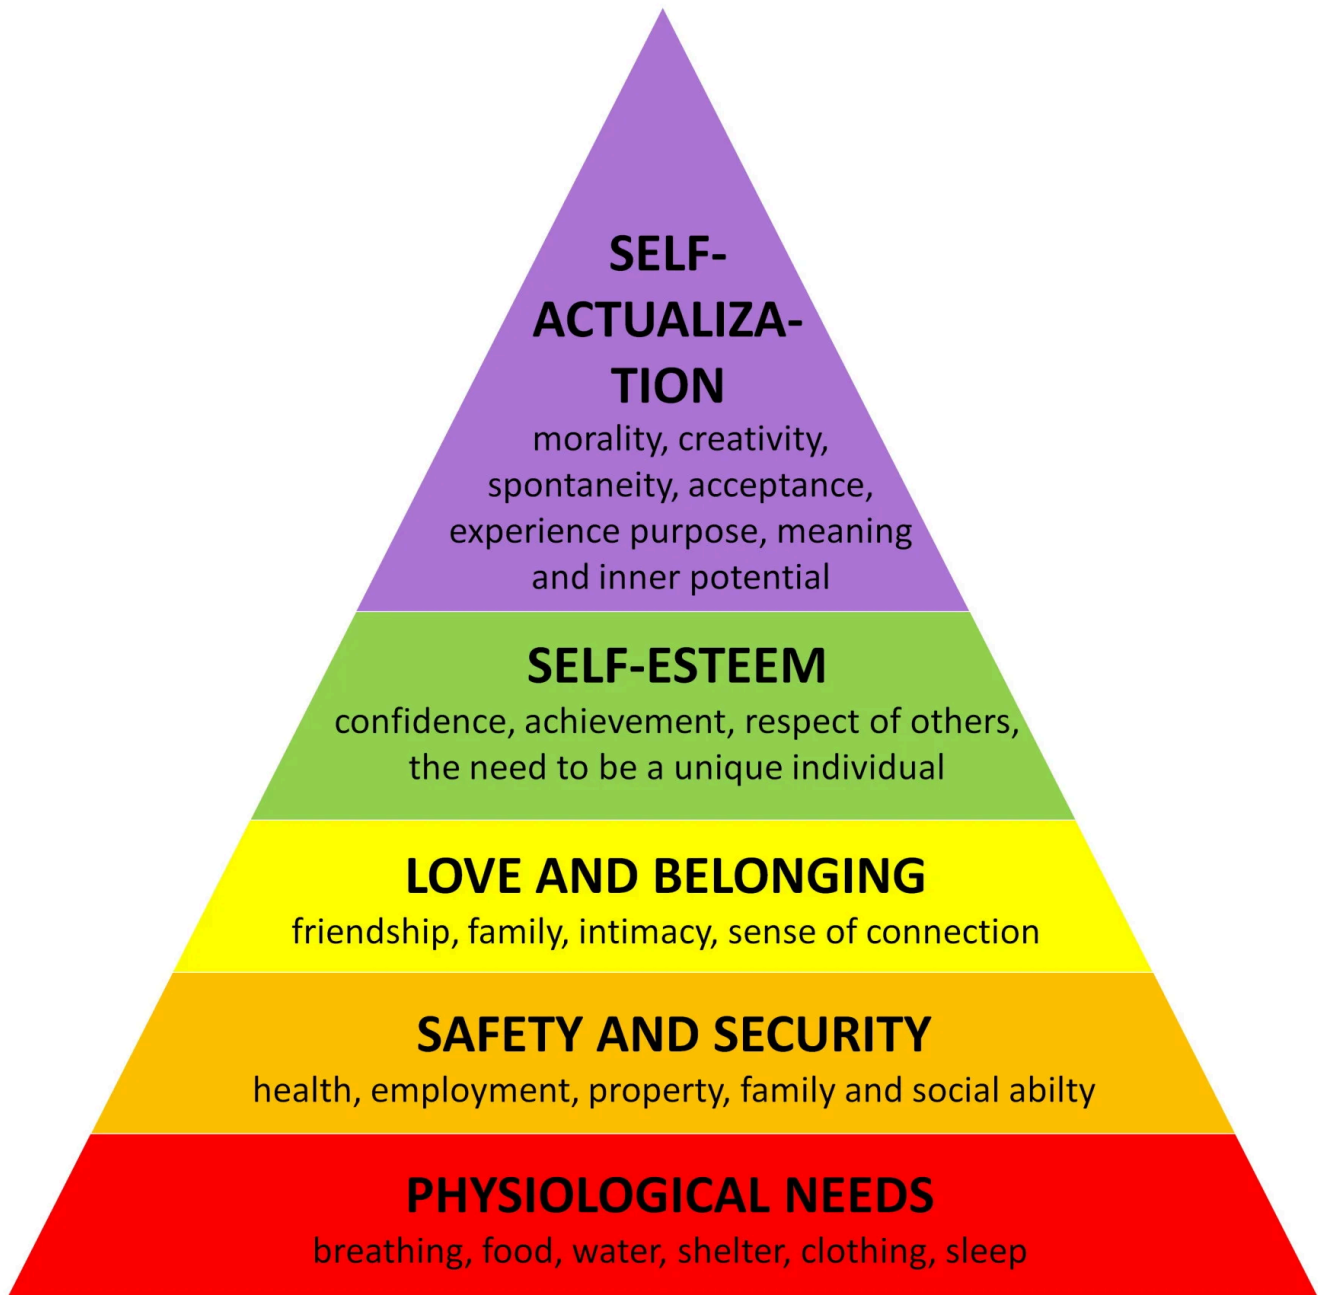 SELF-
ACTUALIZA-
TION
morality, creativity,
spontaneity, acceptance,
experience purpose, meaning
and inner potential
SELF-ESTEEM
confidence, achievement, respect of others,
the need to be a unique individual
LOVE AND BELONGING
friendship, family, intimacy, sense of connection
SAFETY AND SECURITY
health, employment, property, family and social abilty
PHYSIOLOGICAL NEEDS
breathing, food, water, shelter, clothing, sleep